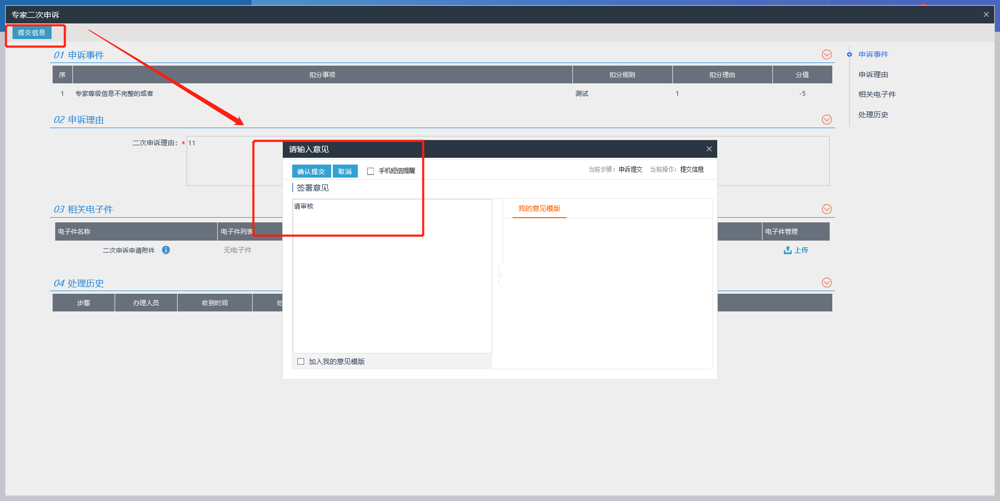 专家二次申诉
提交信息
01 申诉事件
序 扣分事项 扣分规则 扣分理由 分值
1 专家等级信息不完整的或者 测试 1 -5
02 申诉理由
二次申诉理由：* 11
03 相关电子件
电子件名称 电子件列表 电子件管理
二次申诉申请附件 无电子件 上传
04 处理历史
步骤 办理人员 收到时间 处
申诉事件
申诉理由
相关电子件
处理历史
请输入意见
确认提交 取消 手机短信提醒 当前步骤：申诉提交 当前操作：提交信息
签署意见
请审核
我的意见模版
加入我的意见模版